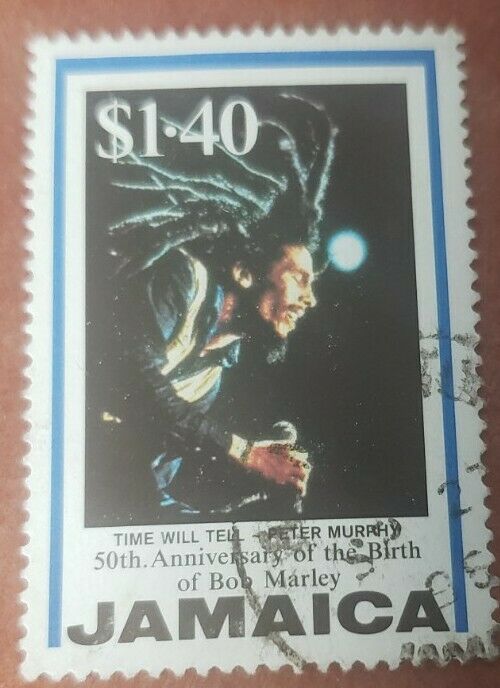 $1.40
TIME WILL TELL - PETER MURPHY
50th. Anniversary of the Birth
of Bob Marley
JAMAICA